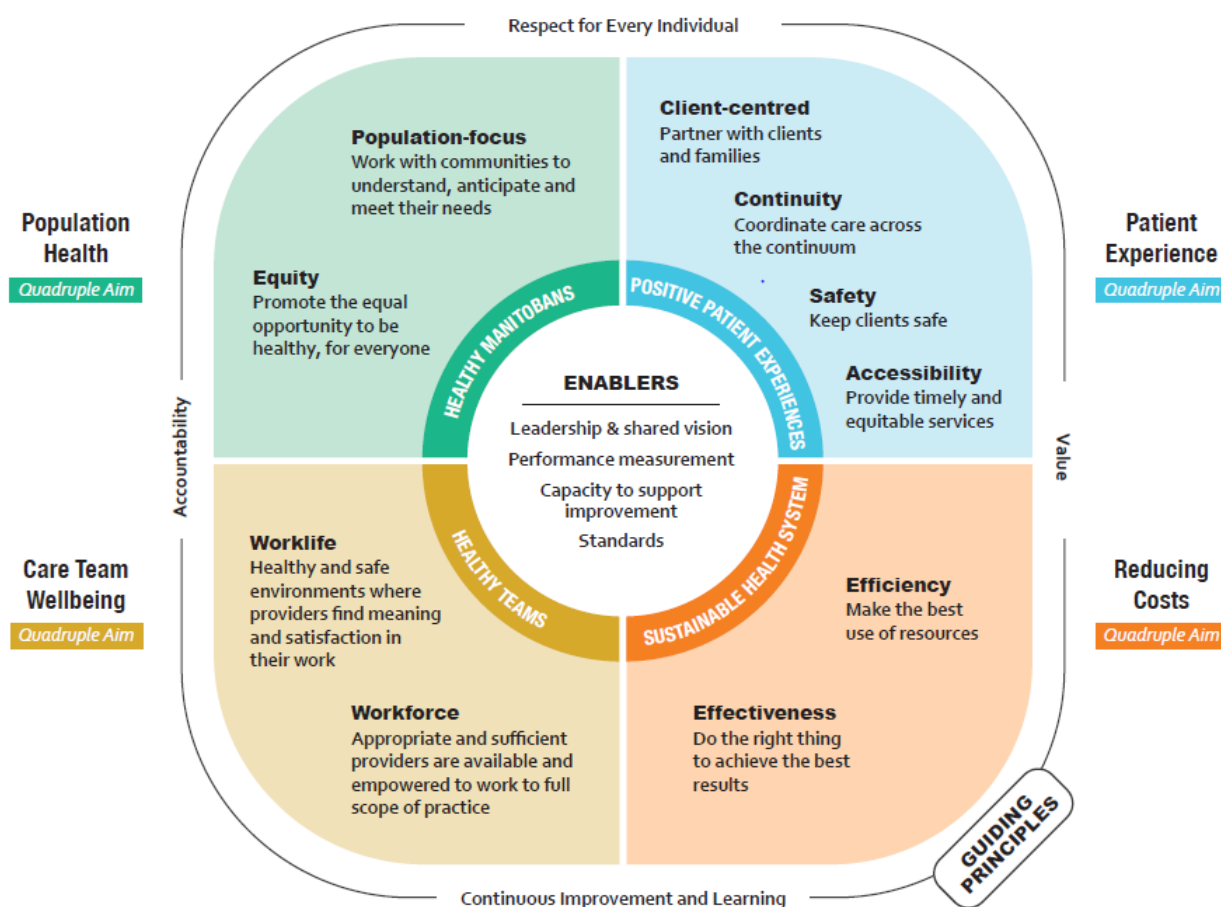 Respect for Every Individual
Population
Health
Quadruple Aim
Population-focus
Work with communities to
understand, anticipate and
meet their needs
Equity
Promote the equal
opportunity to be
healthy, for everyone
HEALTHY MANITOBANS
Client-centred
Partner with clients
and families
Continuity
Coordinate care across
the continuum
Safety
Keep clients safe
Accessibility
Provide timely and
equitable services
POSITIVE PATIENT EXPERIENCES
Patient
Experience
Quadruple Aim
ENABLERS
Leadership & shared vision
Performance measurement
Capacity to support
improvement
Standards
Accountability
Value
Care Team
Wellbeing
Quadruple Aim
Worklife
Healthy and safe
environments where
providers find meaning
and satisfaction in
their work
Workforce
Appropriate and sufficient
providers are available and
empowered to work to full
scope of practice
HEALTHY TEAMS
SUSTAINABLE HEALTH SYSTEM
Efficiency
Make the best
use of resources
Effectiveness
Do the right thing
to achieve the best
results
Reducing
Costs
Quadruple Aim
GUIDING
PRINCIPLES
Continuous Improvement and Learning